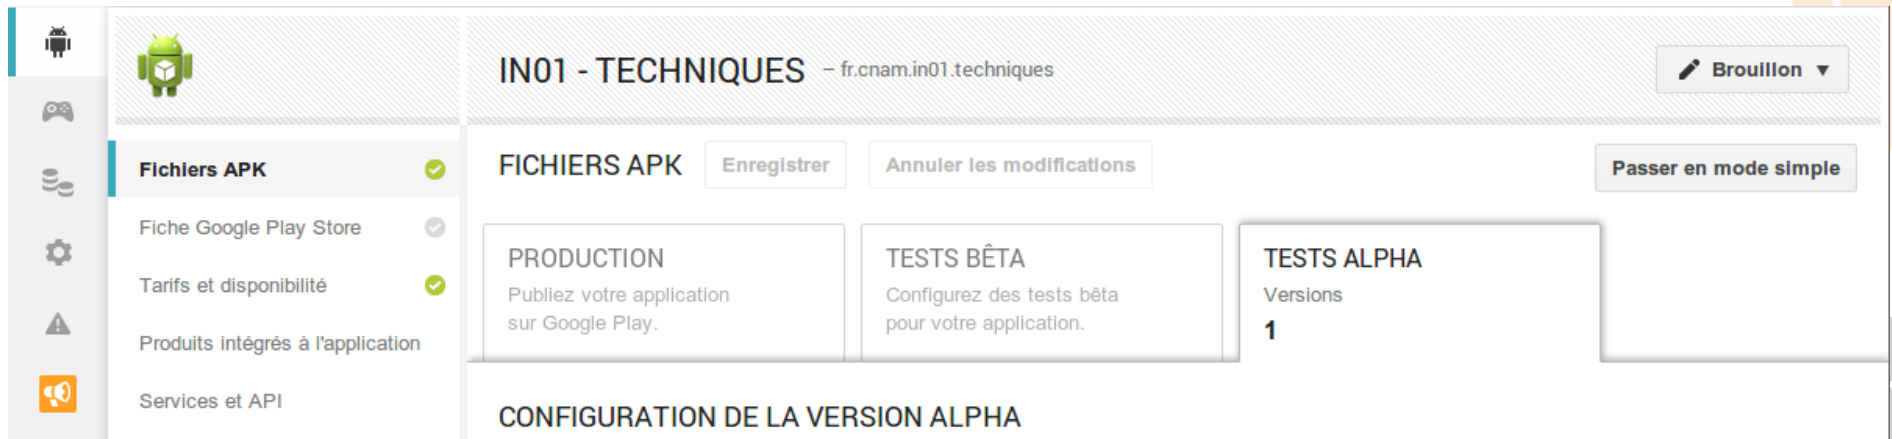 IN01 - TECHNIQUES – fr.cnam.in01.techniques
Brouillon
Fichiers APK
Fiche Google Play Store
Tarifs et disponibilité
Produits intégrés à l'application
Services et API
FICHIERS APK
Enregistrer
Annuler les modifications
Passer en mode simple
PRODUCTION
Publiez votre application
sur Google Play.
TESTS BÊTA
Configurez des tests bêta
pour votre application.
TESTS ALPHA
Versions
1
CONFIGURATION DE LA VERSION ALPHA